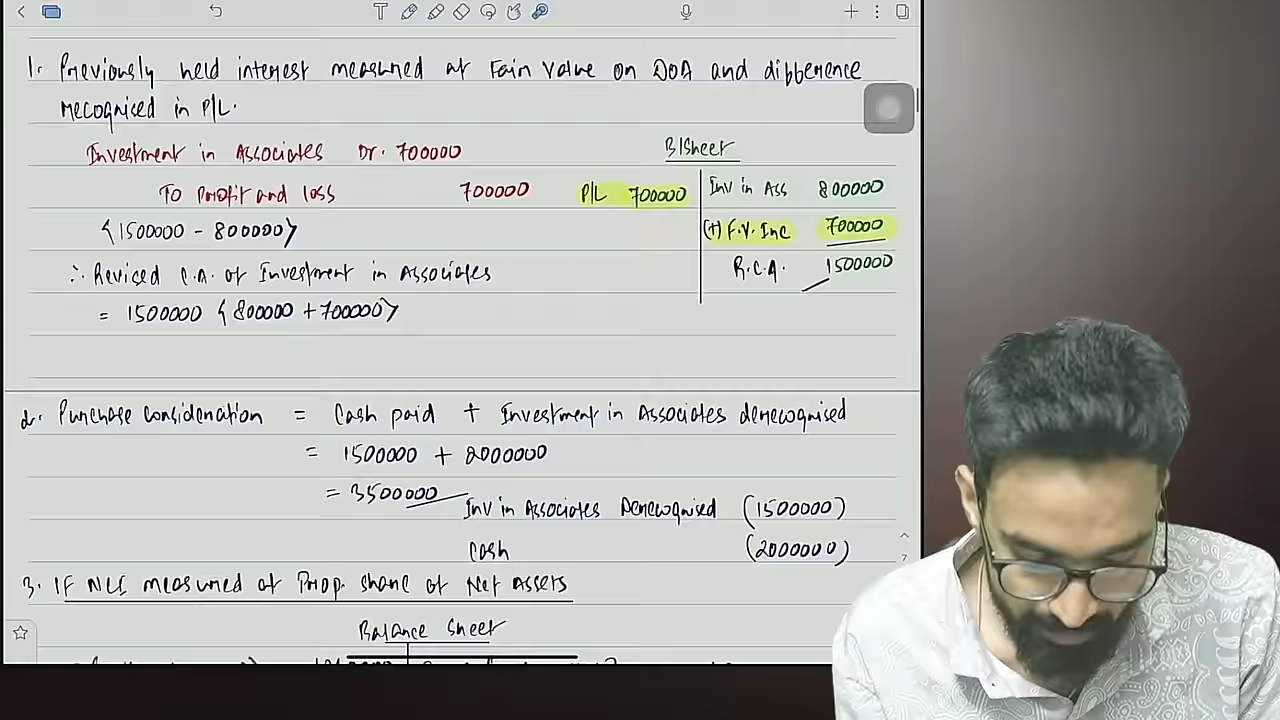 1. Previously held interest measured at Fair Value on DOA and difference
recognised in P/L.
Investment in Associates Dr. 700000
To Profit and loss 700000
{1500000 - 800000}
∴ Revised C.A. of Investment in Associates
= 1500000 {800000 + 700000}
B/Sheet
P/L 700000 Inv in Ass 800000
(+) F.V. Inc 700000
R.C.A. 1500000
2. Purchase Consideration = Cash paid + Investment in Associates derecognised
= 1500000 + 2000000
= 3500000
Inv in Associates Derecognised (1500000)
Cash (2000000)
3. IF NCI measured at Prop. share of Net Assets
Balance Sheet